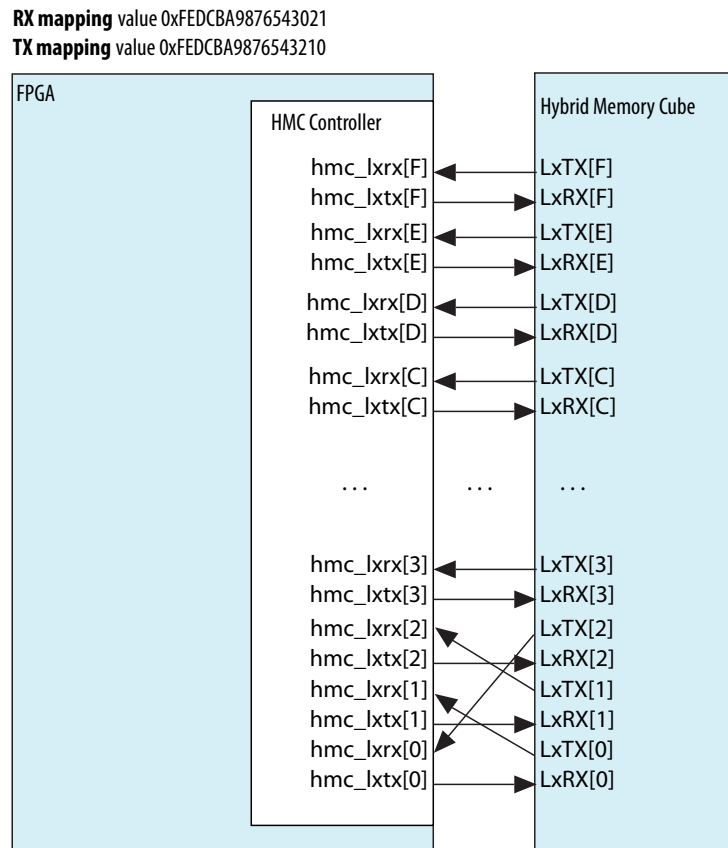 RX mapping value 0xFEDCBA9876543021
TX mapping value 0xFEDCBA9876543210
FPGA
HMC Controller
Hybrid Memory Cube
hmc_lxrx[F] LxTX[F]
hmc_lxtx[F] LxRX[F]
hmc_lxrx[E] LxTX[E]
hmc_lxtx[E] LxRX[E]
hmc_lxrx[D] LxTX[D]
hmc_lxtx[D] LxRX[D]
hmc_lxrx[C] LxTX[C]
hmc_lxtx[C] LxRX[C]
... ... ...
hmc_lxrx[3] LxTX[3]
hmc_lxtx[3] LxRX[3]
hmc_lxrx[2] LxTX[2]
hmc_lxtx[2] LxRX[2]
hmc_lxrx[1] LxTX[1]
hmc_lxtx[1] LxRX[1]
hmc_lxrx[0] LxTX[0]
hmc_lxtx[0] LxRX[0]